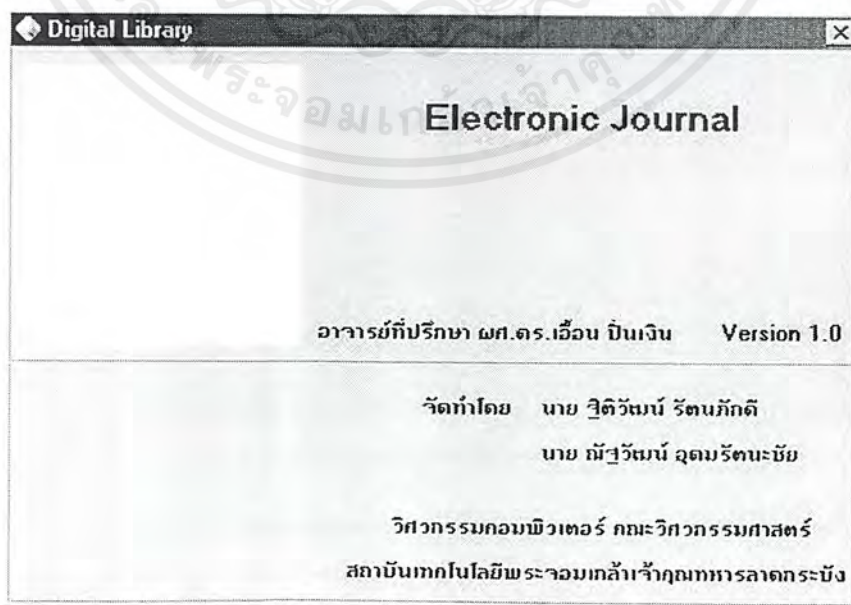 Digital Library
Electronic Journal
อาจารย์ที่ปรึกษา ผศ.ดร.เอื้อน ปิ่นเงิน Version 1.0
จัดทำโดย นาย ฐิติวัฒน์ รัตนภักดี
นาย ณัฐวัฒน์ อุดมรัตนะชัย
วิศวกรรมคอมพิวเตอร์ คณะวิศวกรรมศาสตร์
สถาบันเทคโนโลยีพระจอมเกล้าเจ้าคุณทหารลาดกระบัง